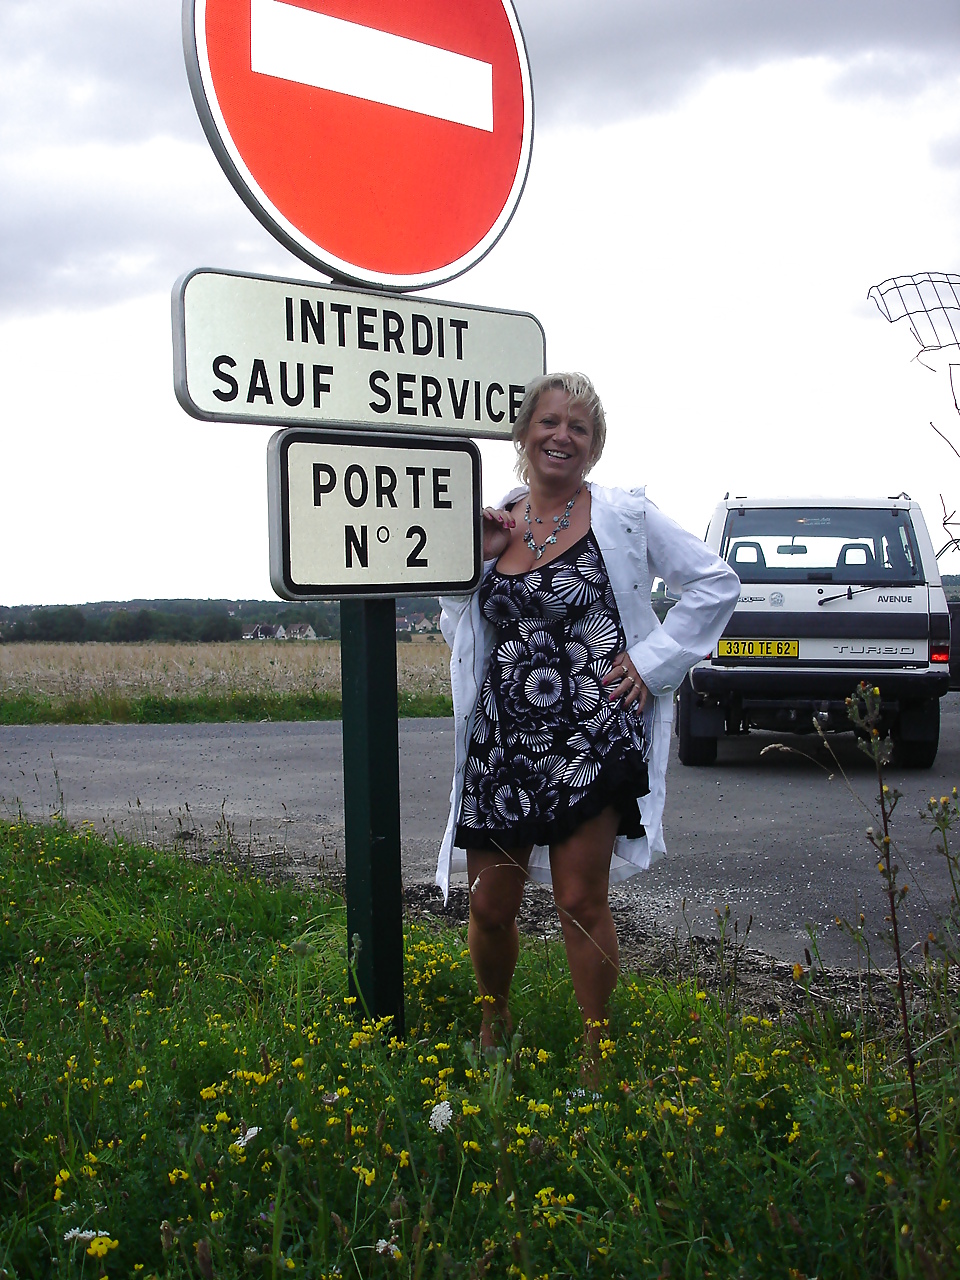 INTERDIT
SAUF SERVICE
PORTE
N° 2
AVENUE
3370 TE 62
TURBO